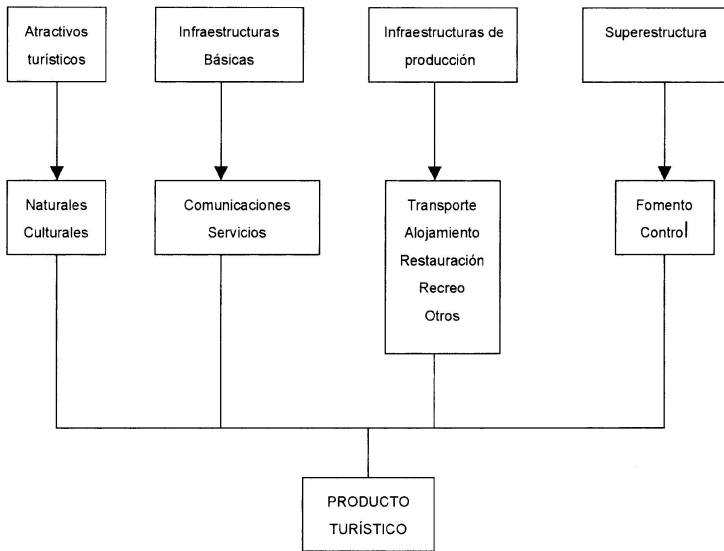 Atractivos
turísticos
Infraestructuras
Básicas
Infraestructuras de
producción
Superestructura
Naturales
Culturales
Comunicaciones
Servicios
Transporte
Alojamiento
Restauración
Recreo
Otros
Fomento
Control
PRODUCTO
TURÍSTICO